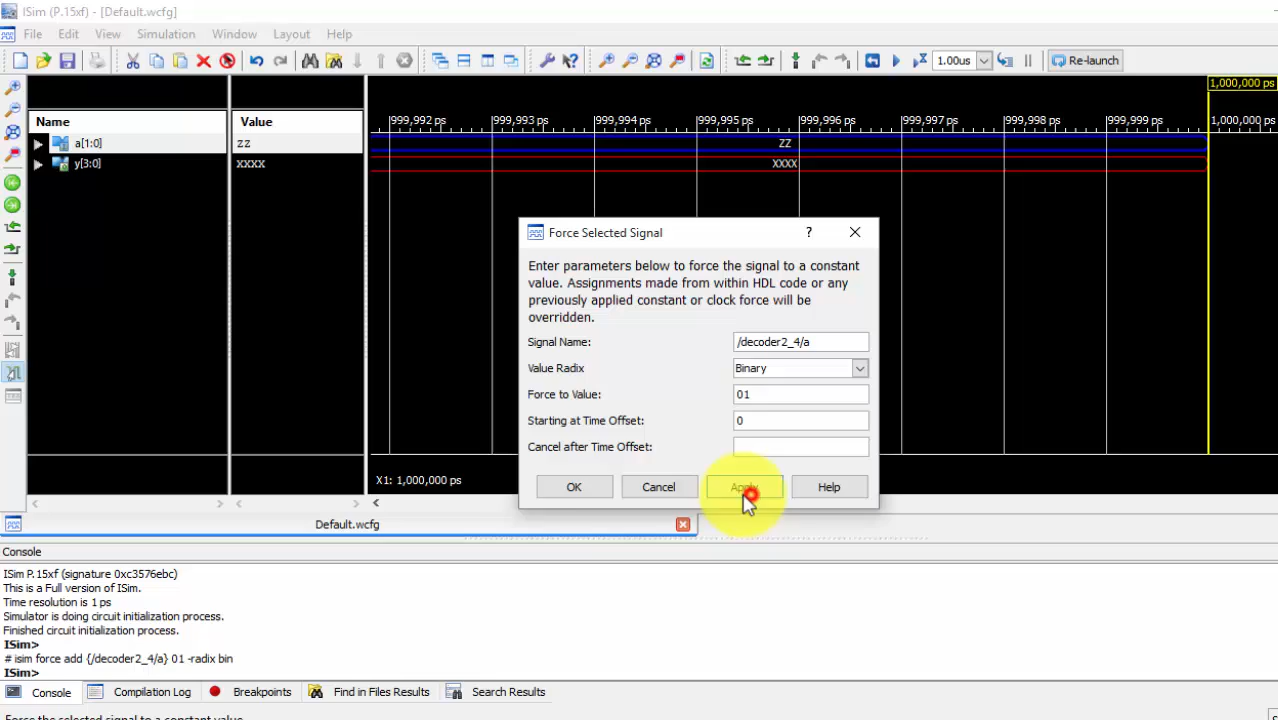 ISim (P.15xf) - [Default.wcfg]
File Edit View Simulation Window Layout Help
1.00us Re-launch
1,000,000 ps
Name Value
999,992 ps 999,993 ps 999,994 ps 999,995 ps 999,996 ps 999,997 ps 999,998 ps 999,999 ps 1,000,000 ps
a[1:0] zz ZZ
y[3:0] xxxx XXXX
Force Selected Signal
Enter parameters below to force the signal to a constant
value. Assignments made from within HDL code or any
previously applied constant or clock force will be
overridden.
Signal Name: /decoder2_4/a
Value Radix Binary
Force to Value: 01
Starting at Time Offset: 0
Cancel after Time Offset:
OK Cancel Apply Help
X1: 1,000,000 ps
Default.wcfg
Console
ISim P.15xf (signature 0xc3576ebc)
This is a Full version of ISim.
Time resolution is 1 ps
Simulator is doing circuit initialization process.
Finished circuit initialization process.
ISim>
# isim force add {/decoder2_4/a} 01 -radix bin
ISim>
Console Compilation Log Breakpoints Find in Files Results Search Results
Force the selected signal to a constant value